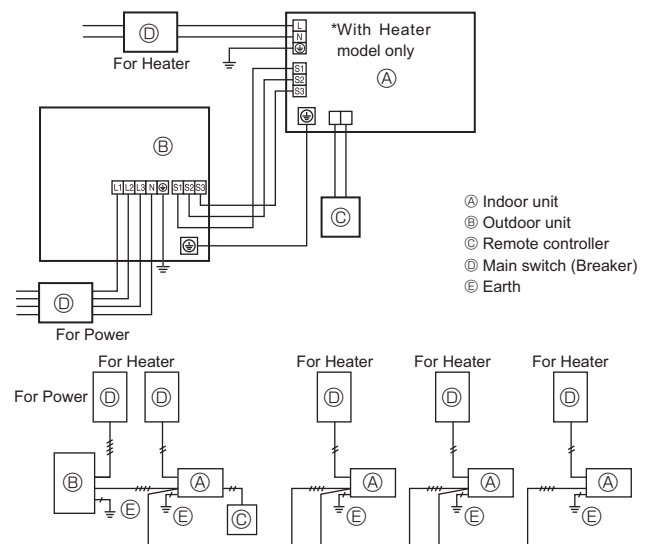 Ⓓ
For Heater
L
N
*With Heater
model only
Ⓐ
S1
S2
S3
Ⓑ
L1 L2 L3 N S1 S2 S3
Ⓒ
Ⓐ Indoor unit
Ⓑ Outdoor unit
Ⓒ Remote controller
Ⓓ Main switch (Breaker)
Ⓔ Earth
Ⓓ
For Power
For Heater For Heater For Heater For Heater
For Power Ⓓ Ⓓ Ⓓ Ⓓ Ⓓ
Ⓑ Ⓐ Ⓐ Ⓐ Ⓐ
Ⓔ Ⓔ Ⓒ Ⓔ Ⓔ Ⓔ